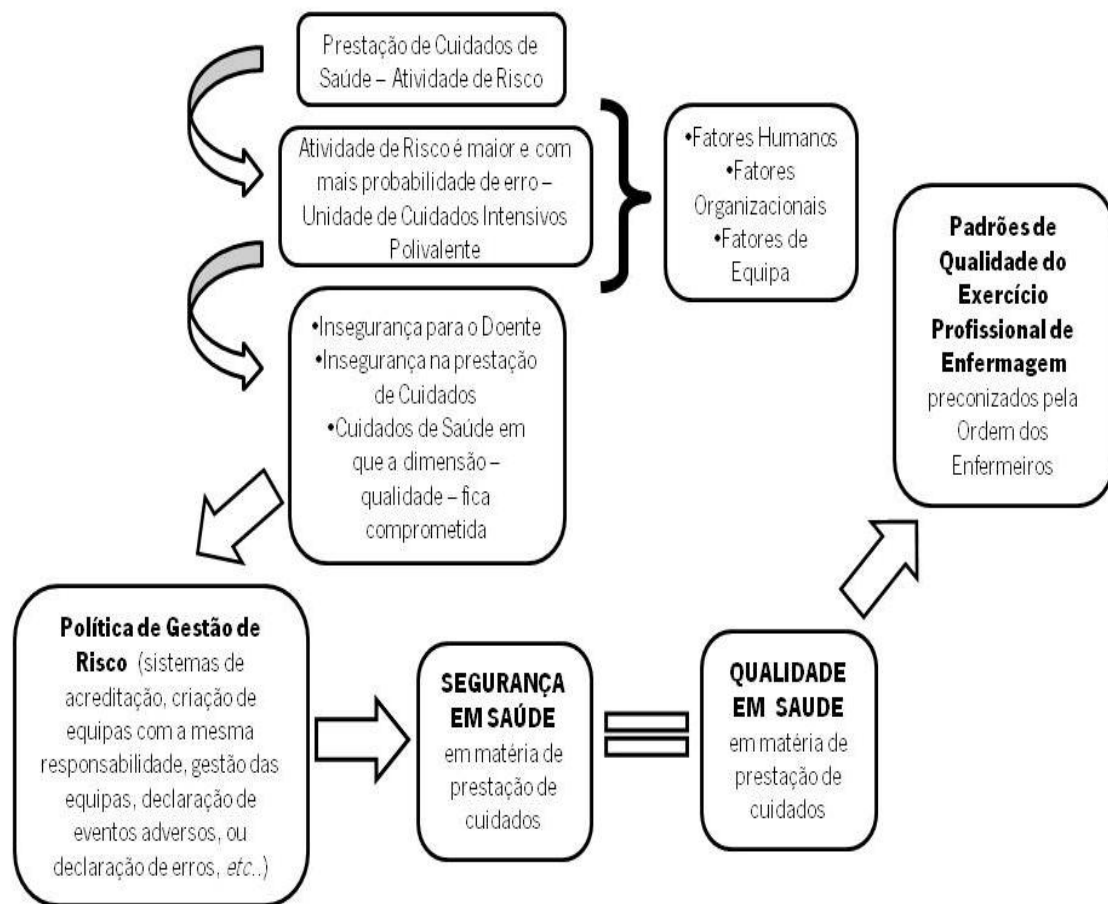 Prestação de Cuidados de
Saúde – Atividade de Risco
Atividade de Risco é maior e com
mais probabilidade de erro –
Unidade de Cuidados Intensivos
Polivalente
•Fatores Humanos
•Fatores
Organizacionais
•Fatores de
Equipa
•Insegurança para o Doente
•Insegurança na prestação
de Cuidados
•Cuidados de Saúde em
que a dimensão –
qualidade – fica
comprometida
Política de Gestão de
Risco (sistemas de
acreditação, criação de
equipas com a mesma
responsabilidade, gestão das
equipas, declaração de
eventos adversos, ou
declaração de erros, etc..)
SEGURANÇA
EM SAÚDE
em matéria de
prestação de
cuidados
QUALIDADE
EM SAUDE
em matéria de
prestação de
cuidados
Padrões de
Qualidade do
Exercício
Profissional de
Enfermagem
preconizados pela
Ordem dos
Enfermeiros